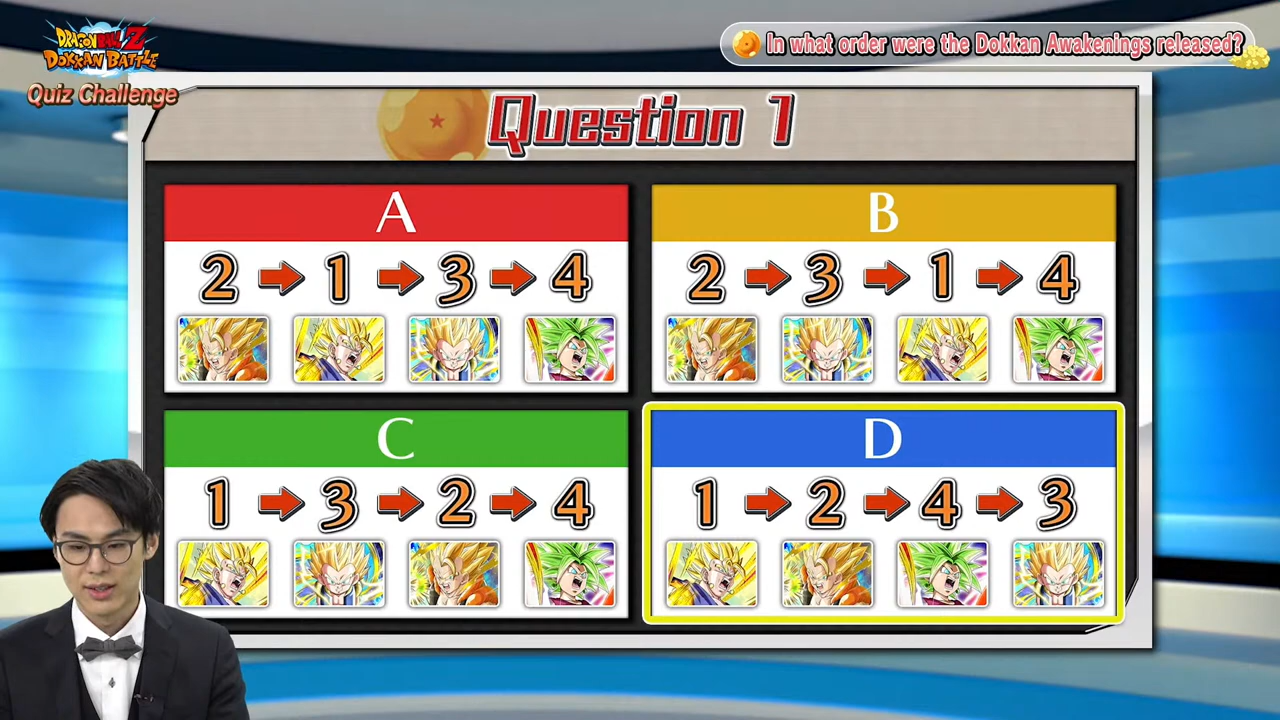 DRAGON BALL Z
DOKKAN BATTLE
Quiz Challenge
In what order were the Dokkan Awakenings released?
Question 1
A
2 → 1 → 3 → 4
B
2 → 3 → 1 → 4
C
1 → 3 → 2 → 4
D
1 → 2 → 4 → 3